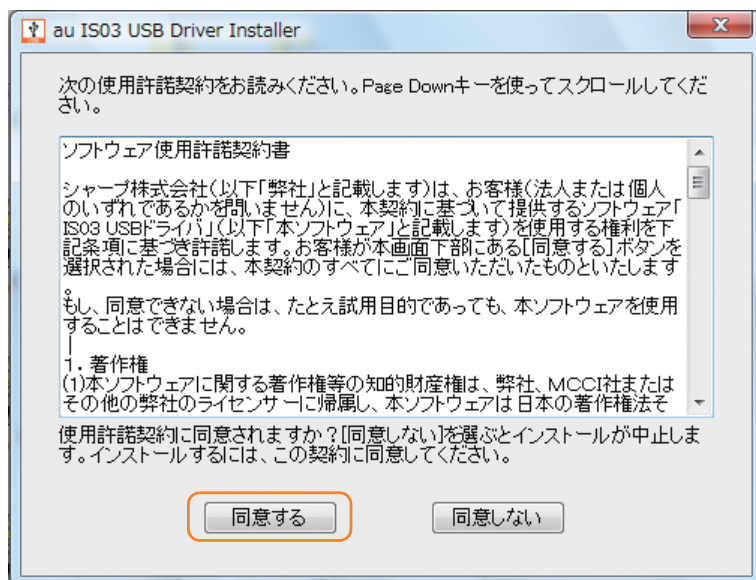 au IS03 USB Driver Installer
次の使用許諾契約をお読みください。Page Downキーを使ってスクロールしてくだ
さい。
ソフトウェア使用許諾契約書
シャープ株式会社(以下「弊社」と記載します)は、お客様(法人または個人
のいずれであるかを問いません)に、本契約に基づいて提供するソフトウェア「
IS03 USBドライバ」(以下「本ソフトウェア」と記載します)を使用する権利を下
記条項に基づき許諾します。お客様が本画面下部にある[同意する]ボタンを
選択された場合には、本契約のすべてにご同意いただいたものといたします
。
もし、同意できない場合は、たとえ試用目的であっても、本ソフトウェアを使用
することはできません。
1. 著作権
(1)本ソフトウェアに関する著作権等の知的財産権は、弊社、MCCI社または
その他の弊社のライセンサーに帰属し、本ソフトウェアは日本の著作権法そ
使用許諾契約に同意されますか?[同意しない]を選ぶとインストールが中止しま
す。インストールするには、この契約に同意してください。
同意する
同意しない